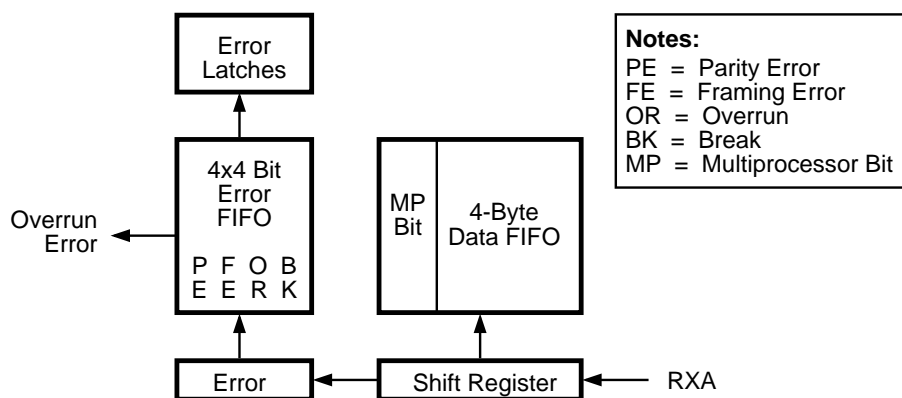 Error
Latches
Notes:
PE = Parity Error
FE = Framing Error
OR = Overrun
BK = Break
MP = Multiprocessor Bit
4x4 Bit
Error
FIFO
P F O B
E E R K
Overrun
Error
MP
Bit
4-Byte
Data FIFO
Error
Shift Register
RXA